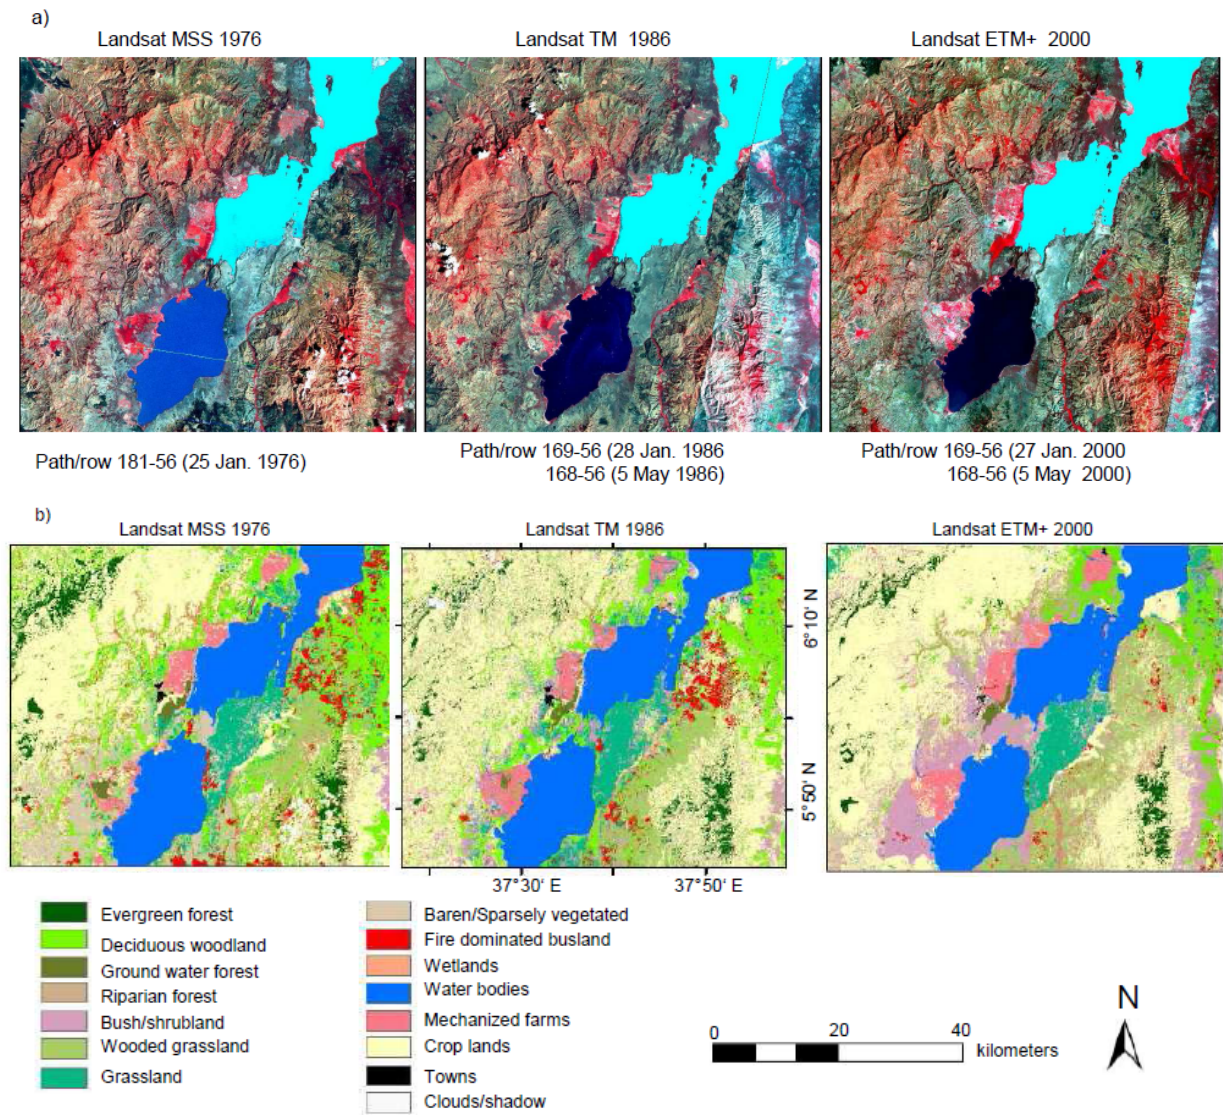 a)
Landsat MSS 1976
Landsat TM 1986
Landsat ETM+ 2000
Path/row 181-56 (25 Jan. 1976)
Path/row 169-56 (28 Jan. 1986
168-56 (5 May 1986)
Path/row 169-56 (27 Jan. 2000
168-56 (5 May 2000)
b)
Landsat MSS 1976
Landsat TM 1986
Landsat ETM+ 2000
6°10' N
5°50' N
37°30' E
37°50' E
Evergreen forest
Deciduous woodland
Ground water forest
Riparian forest
Bush/shrubland
Wooded grassland
Grassland
Baren/Sparsely vegetated
Fire dominated busland
Wetlands
Water bodies
Mechanized farms
Crop lands
Towns
Clouds/shadow
0 20 40
kilometers
N